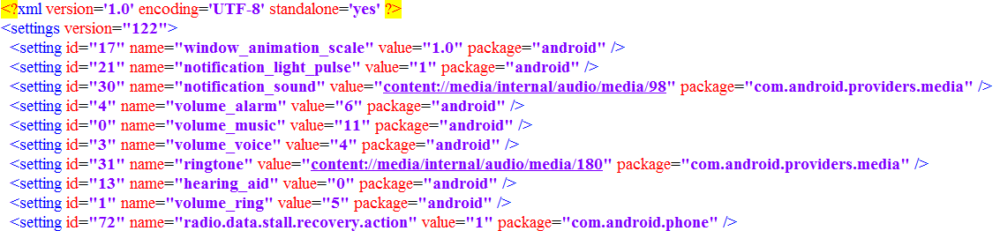 <?xml version='1.0' encoding='UTF-8' standalone='yes' ?>
<settings version="122">
<setting id="17" name="window_animation_scale" value="1.0" package="android" />
<setting id="21" name="notification_light_pulse" value="1" package="android" />
<setting id="30" name="notification_sound" value="content://media/internal/audio/media/98" package="com.android.providers.media" />
<setting id="4" name="volume_alarm" value="6" package="android" />
<setting id="0" name="volume_music" value="11" package="android" />
<setting id="3" name="volume_voice" value="4" package="android" />
<setting id="31" name="ringtone" value="content://media/internal/audio/media/180" package="com.android.providers.media" />
<setting id="13" name="hearing_aid" value="0" package="android" />
<setting id="1" name="volume_ring" value="5" package="android" />
<setting id="72" name="radio.data.stall.recovery.action" value="1" package="com.android.phone" />